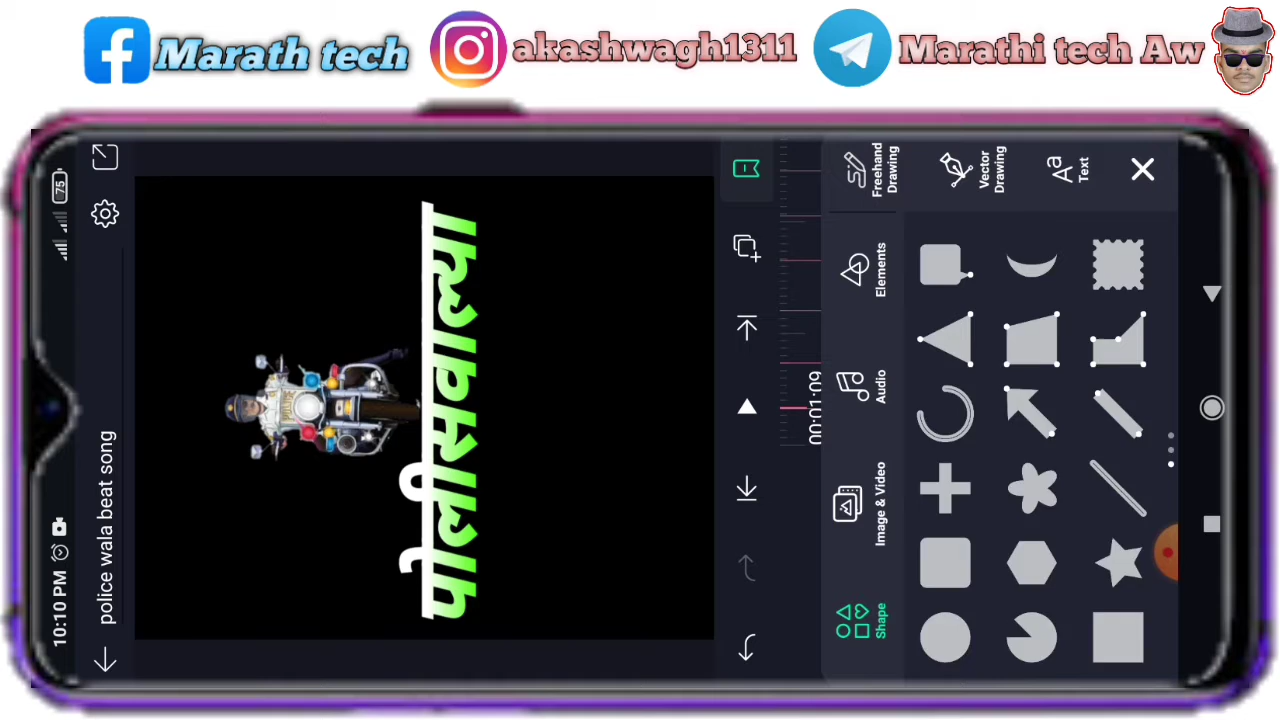 Marath tech
akashwagh1311
Marathi tech Aw
10:10 PM
75
police wala beat song
पोलीसवाल्या
00:01:09
Shape
Image & Video
Audio
Elements
Freehand
Drawing
Vector
Drawing
Text